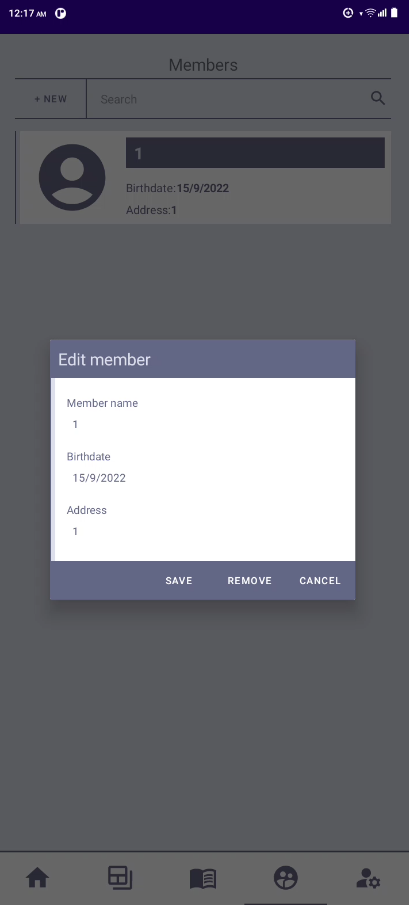 12:17 AM
Members
+ NEW
Search
1
Birthdate:15/9/2022
Address:1
Edit member
Member name
1
Birthdate
15/9/2022
Address
1
SAVE REMOVE CANCEL